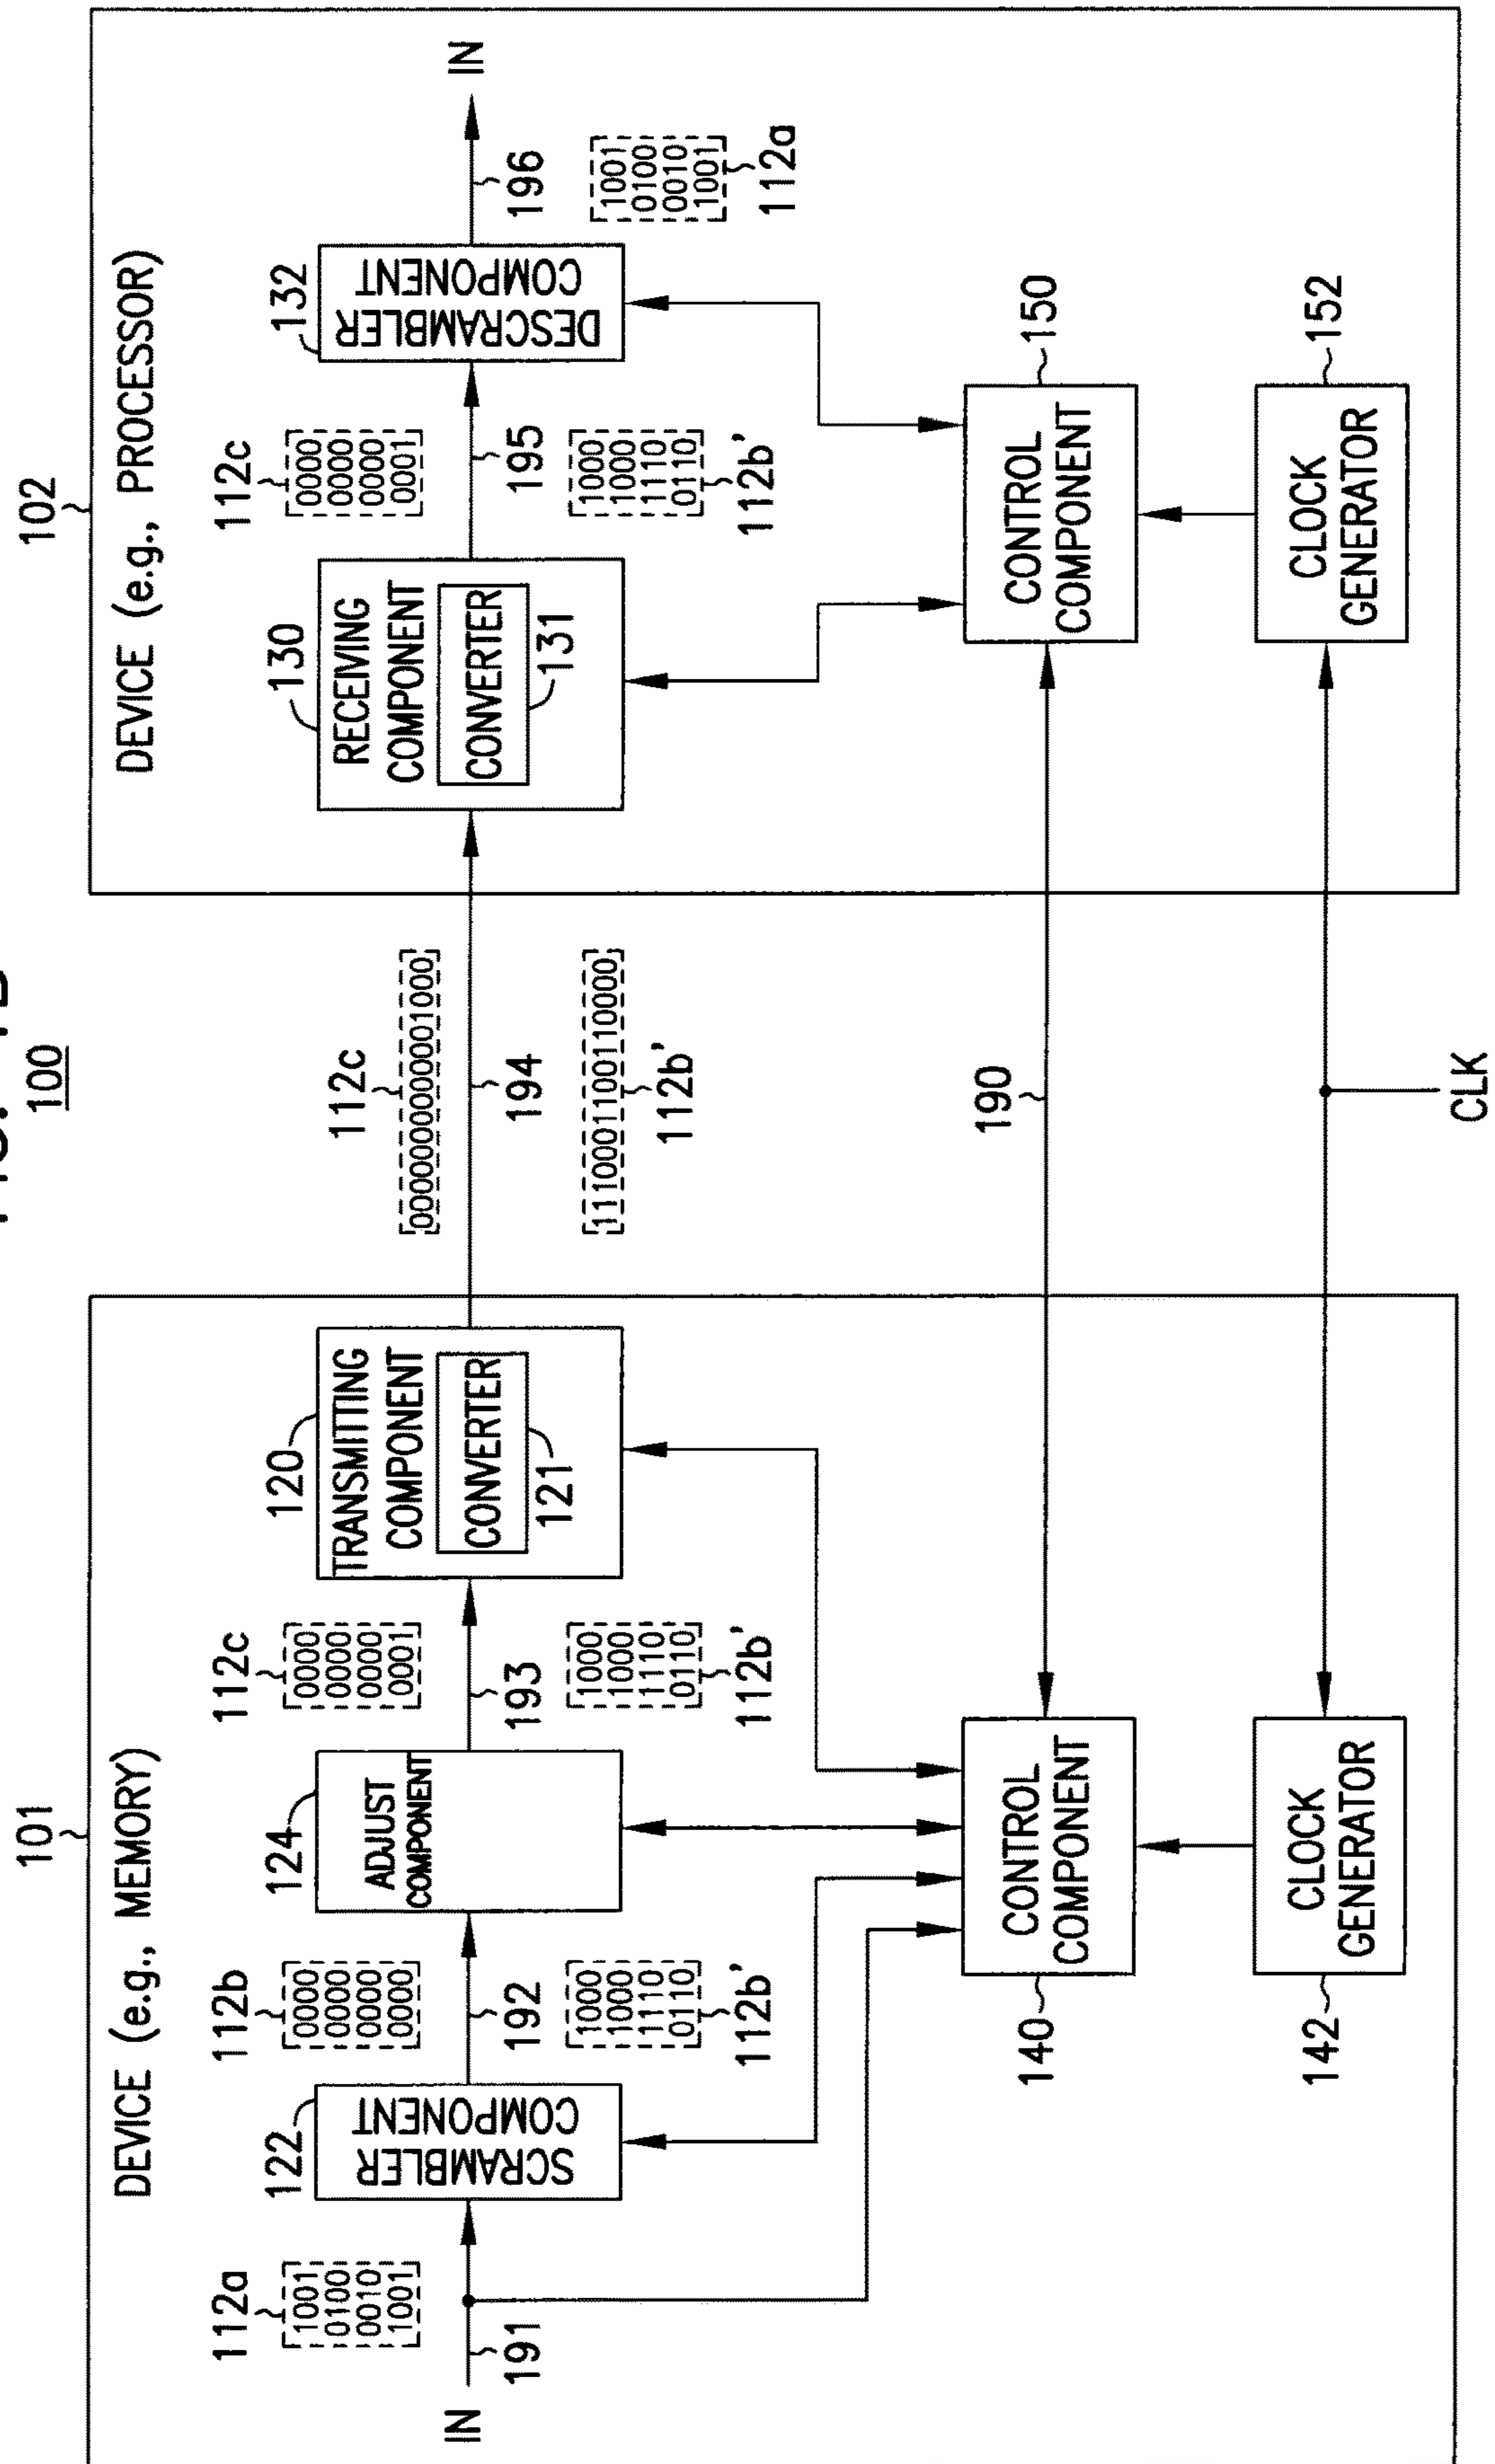 100
101
102
DEVICE (e.g., MEMORY)
DEVICE (e.g., PROCESSOR)
112a
1001
0100
0010
1001
IN
191
122
SCRAMBLER
COMPONENT
112b
0000
0000
0000
0000
192
1000
1000
1110
0110
112b'
124
ADJUST
COMPONENT
112c
0000
0000
0000
0001
193
1000
1000
1110
0110
112b'
120
TRANSMITTING
COMPONENT
CONVERTER
121
112c
0000000000001000
194
1110001100110000
112b'
130
RECEIVING
COMPONENT
CONVERTER
131
112c
0000
0000
0000
0001
195
1000
1000
1110
0110
112b'
132
DESCRAMBLER
COMPONENT
IN
196
1001
0100
0010
1001
112a
CONTROL
COMPONENT
140
190
CONTROL
COMPONENT
150
CLOCK
GENERATOR
142
CLK
CLOCK
GENERATOR
152